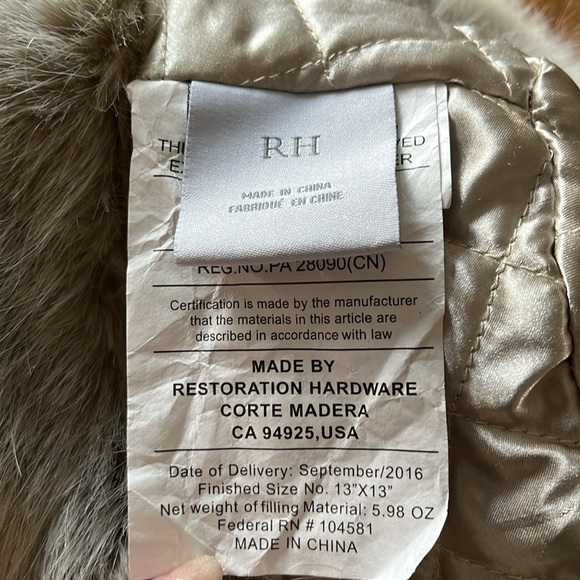 RH
MADE IN CHINA
FABRIQUÉ EN CHINE
REG.NO.PA 28090(CN)
Certification is made by the manufacturer
that the materials in this article are
described in accordance with law
MADE BY
RESTORATION HARDWARE
CORTE MADERA
CA 94925,USA
Date of Delivery: September/2016
Finished Size No. 13"X13"
Net weight of filling Material: 5.98 OZ
Federal RN # 104581
MADE IN CHINA